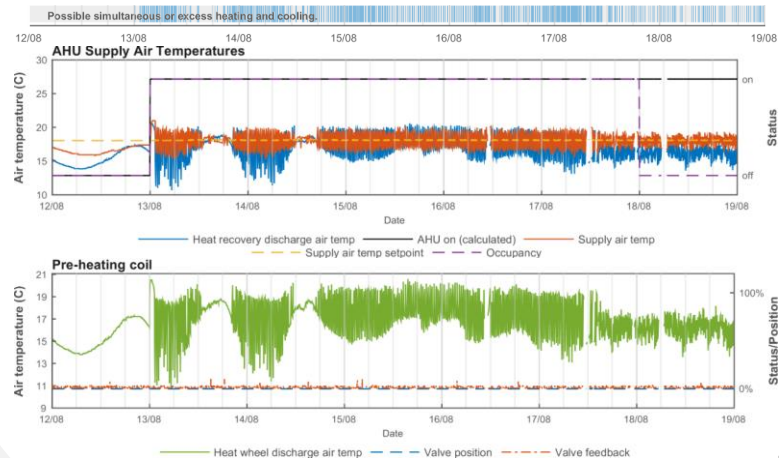 Possible simultaneous or excess heating and cooling.
12/08 13/08 14/08 15/08 16/08 17/08 18/08 19/08
AHU Supply Air Temperatures
Air temperature (C)
30
25
20
15
10
on
off
Status
12/08 13/08 14/08 15/08 16/08 17/08 18/08 19/08
Date
Heat recovery discharge air temp AHU on (calculated) Supply air temp
Supply air temp setpoint Occupancy
Pre-heating coil
Air temperature (C)
21
19
17
15
13
11
9
100%
0%
Status/Position
12/08 13/08 14/08 15/08 16/08 17/08 18/08 19/08
Date
Heat wheel discharge air temp Valve position Valve feedback